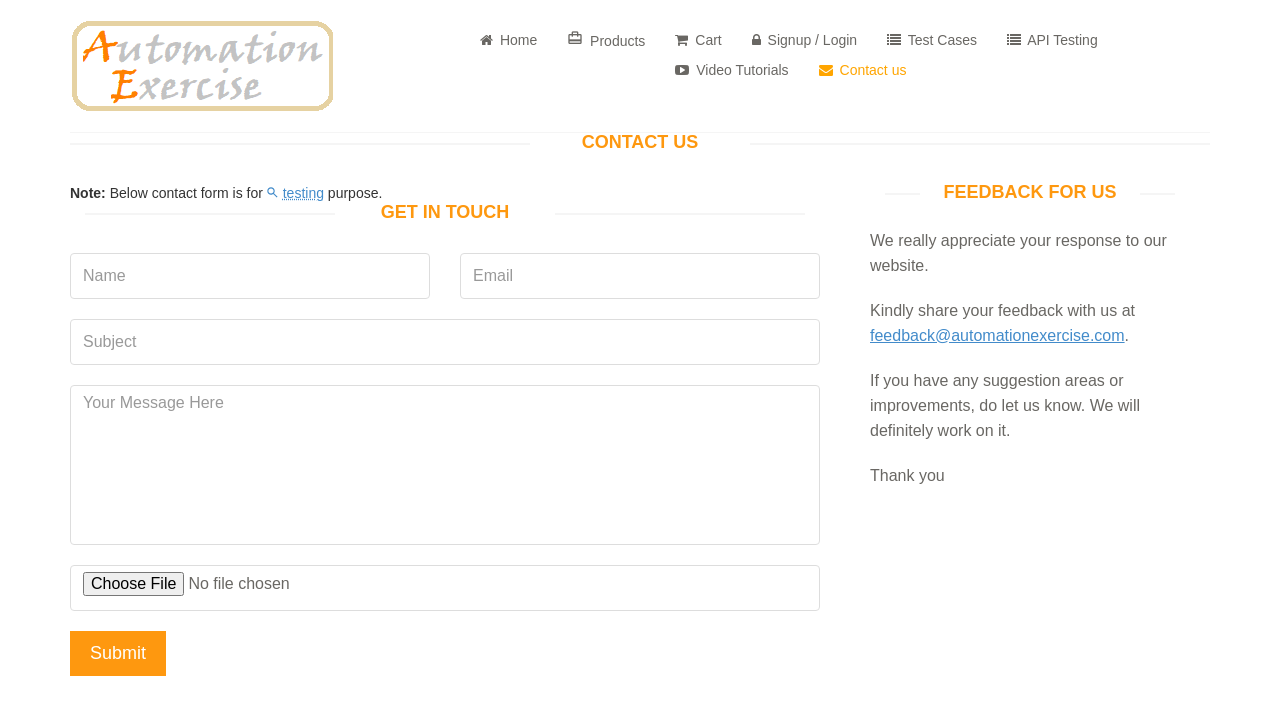 Automation
Exercise
Home
Products
Cart
Signup / Login
Test Cases
API Testing
Video Tutorials
Contact us
CONTACT US
Note: Below contact form is for testing purpose.
GET IN TOUCH
Name
Email
Subject
Your Message Here
Choose File No file chosen
Submit
FEEDBACK FOR US
We really appreciate your response to our
website.
Kindly share your feedback with us at
feedback@automationexercise.com.
If you have any suggestion areas or
improvements, do let us know. We will
definitely work on it.
Thank you